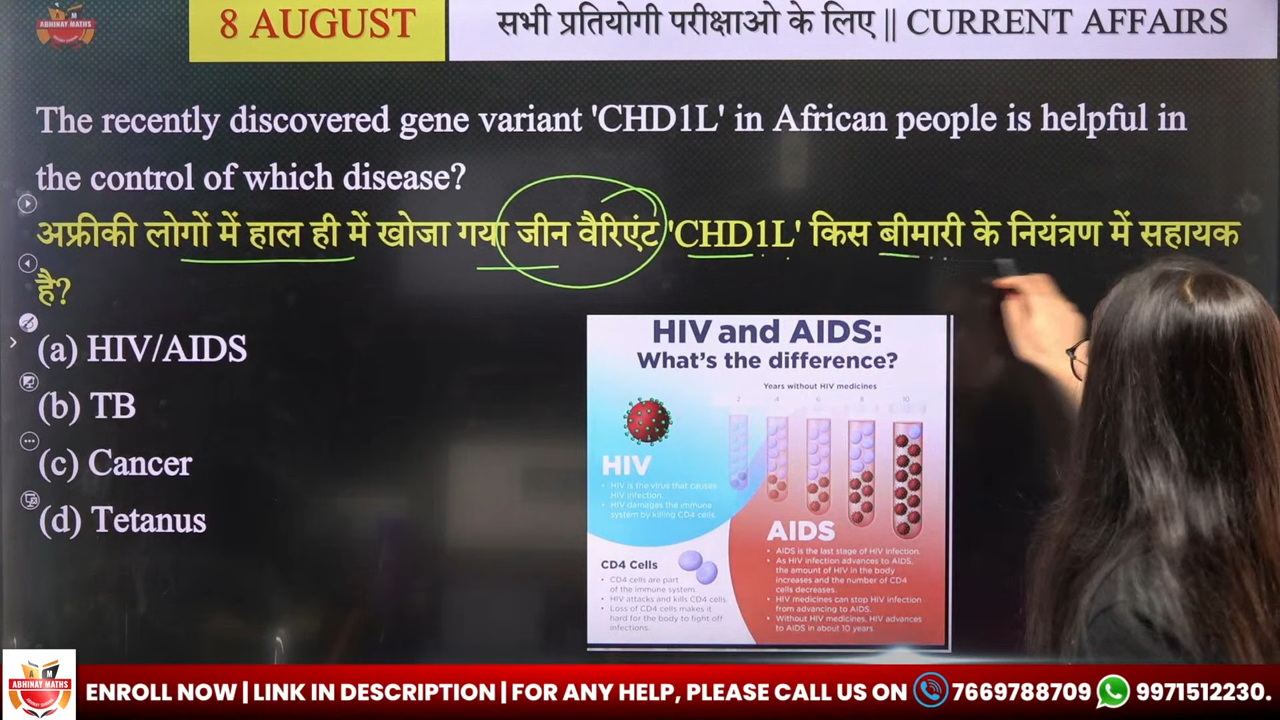 ABHINAY MATHS
8 AUGUST
सभी प्रतियोगी परीक्षाओ के लिए || CURRENT AFFAIRS
The recently discovered gene variant 'CHD1L' in African people is helpful in
the control of which disease?
अफ्रीकी लोगों में हाल ही में खोजा गया जीन वैरिएंट 'CHD1L' किस बीमारी के नियंत्रण में सहायक
है?
(a) HIV/AIDS
(b) TB
(c) Cancer
(d) Tetanus
HIV and AIDS:
What's the difference?
Years without HIV medicines
2 4 6 8 10
HIV
• HIV is the virus that causes
HIV infection.
• HIV damages the immune
system by killing CD4 cells.
CD4 Cells
• CD4 cells are part
of the immune system.
• HIV attacks and kills CD4 cells
• Loss of CD4 cells makes it
hard for the body to fight off
infections.
AIDS
• AIDS is the last stage of HIV infection.
• As HIV infection advances to AIDS,
the amount of HIV in the body
increases and the number of CD4
cells decreases.
• HIV medicines can stop HIV infection
from advancing to AIDS.
• Without HIV medicines, HIV advances
to AIDS in about 10 years.
A M
ABHINAY MATHS
ENROLL NOW | LINK IN DESCRIPTION | FOR ANY HELP, PLEASE CALL US ON 7669788709 9971512230.